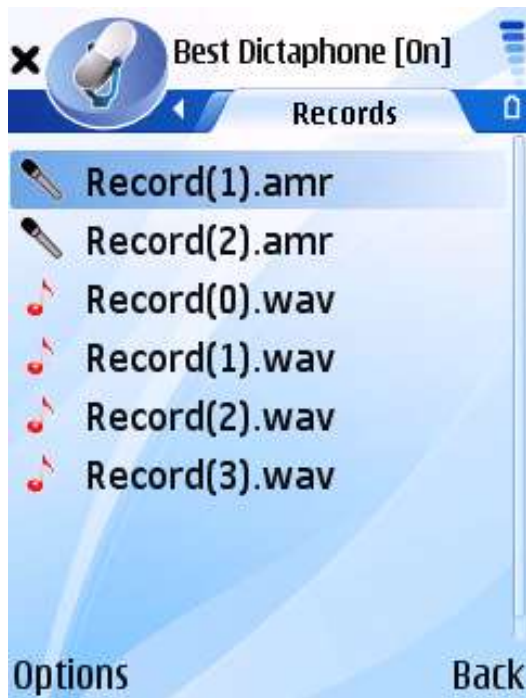 Best Dictaphone [On]
Records
Record(1).amr
Record(2).amr
Record(0).wav
Record(1).wav
Record(2).wav
Record(3).wav
Options Back